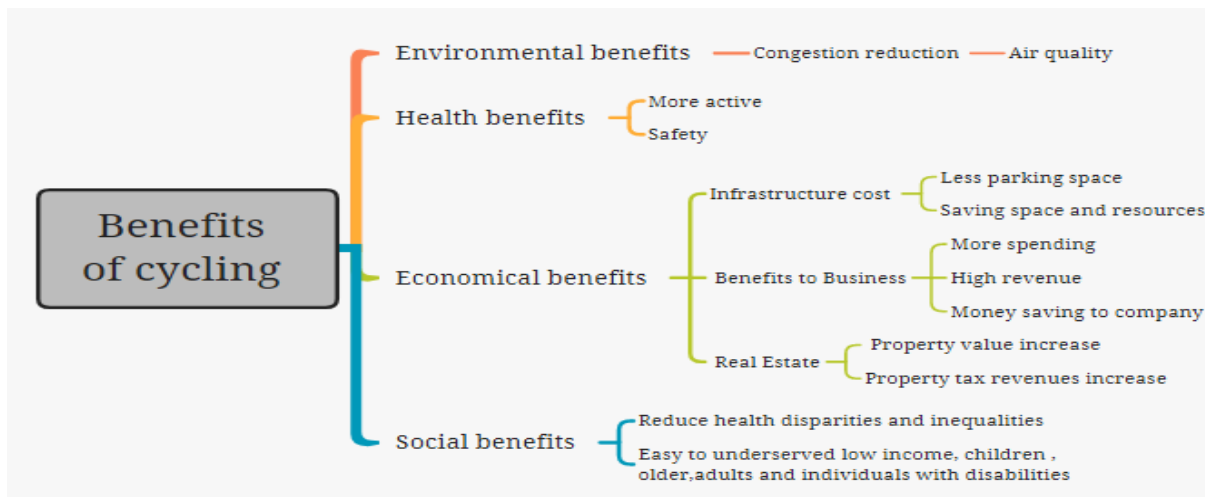 Benefits
of cycling
Environmental benefits
Congestion reduction
Air quality
Health benefits
More active
Safety
Economical benefits
Infrastructure cost
Less parking space
Saving space and resources
Benefits to Business
More spending
High revenue
Money saving to company
Real Estate
Property value increase
Property tax revenues increase
Social benefits
Reduce health disparities and inequalities
Easy to underserved low income, children ,
older,adults and individuals with disabilities